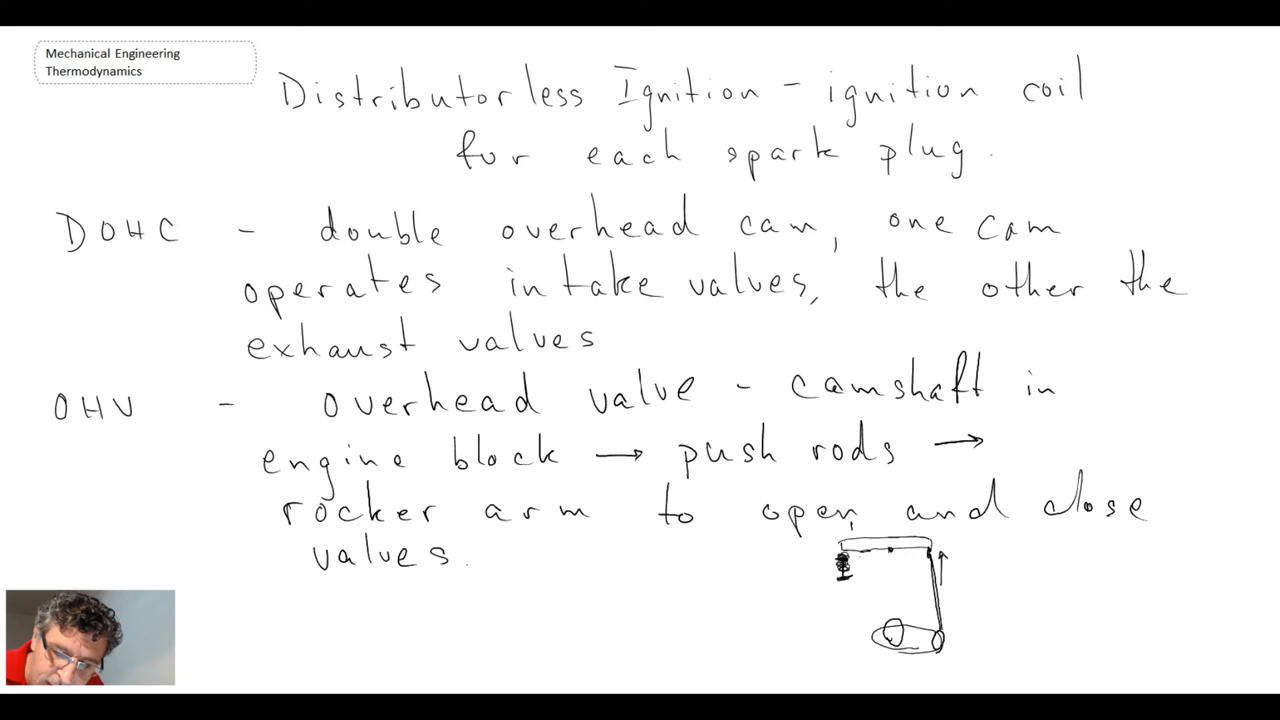 Mechanical Engineering
Thermodynamics
Distributorless Ignition - ignition coil
for each spark plug.
DOHC - double overhead cam, one cam
operates intake valves, the other the
exhaust valves
OHV - overhead valve - camshaft in
engine block → push rods →
rocker arm to open and close
valves.